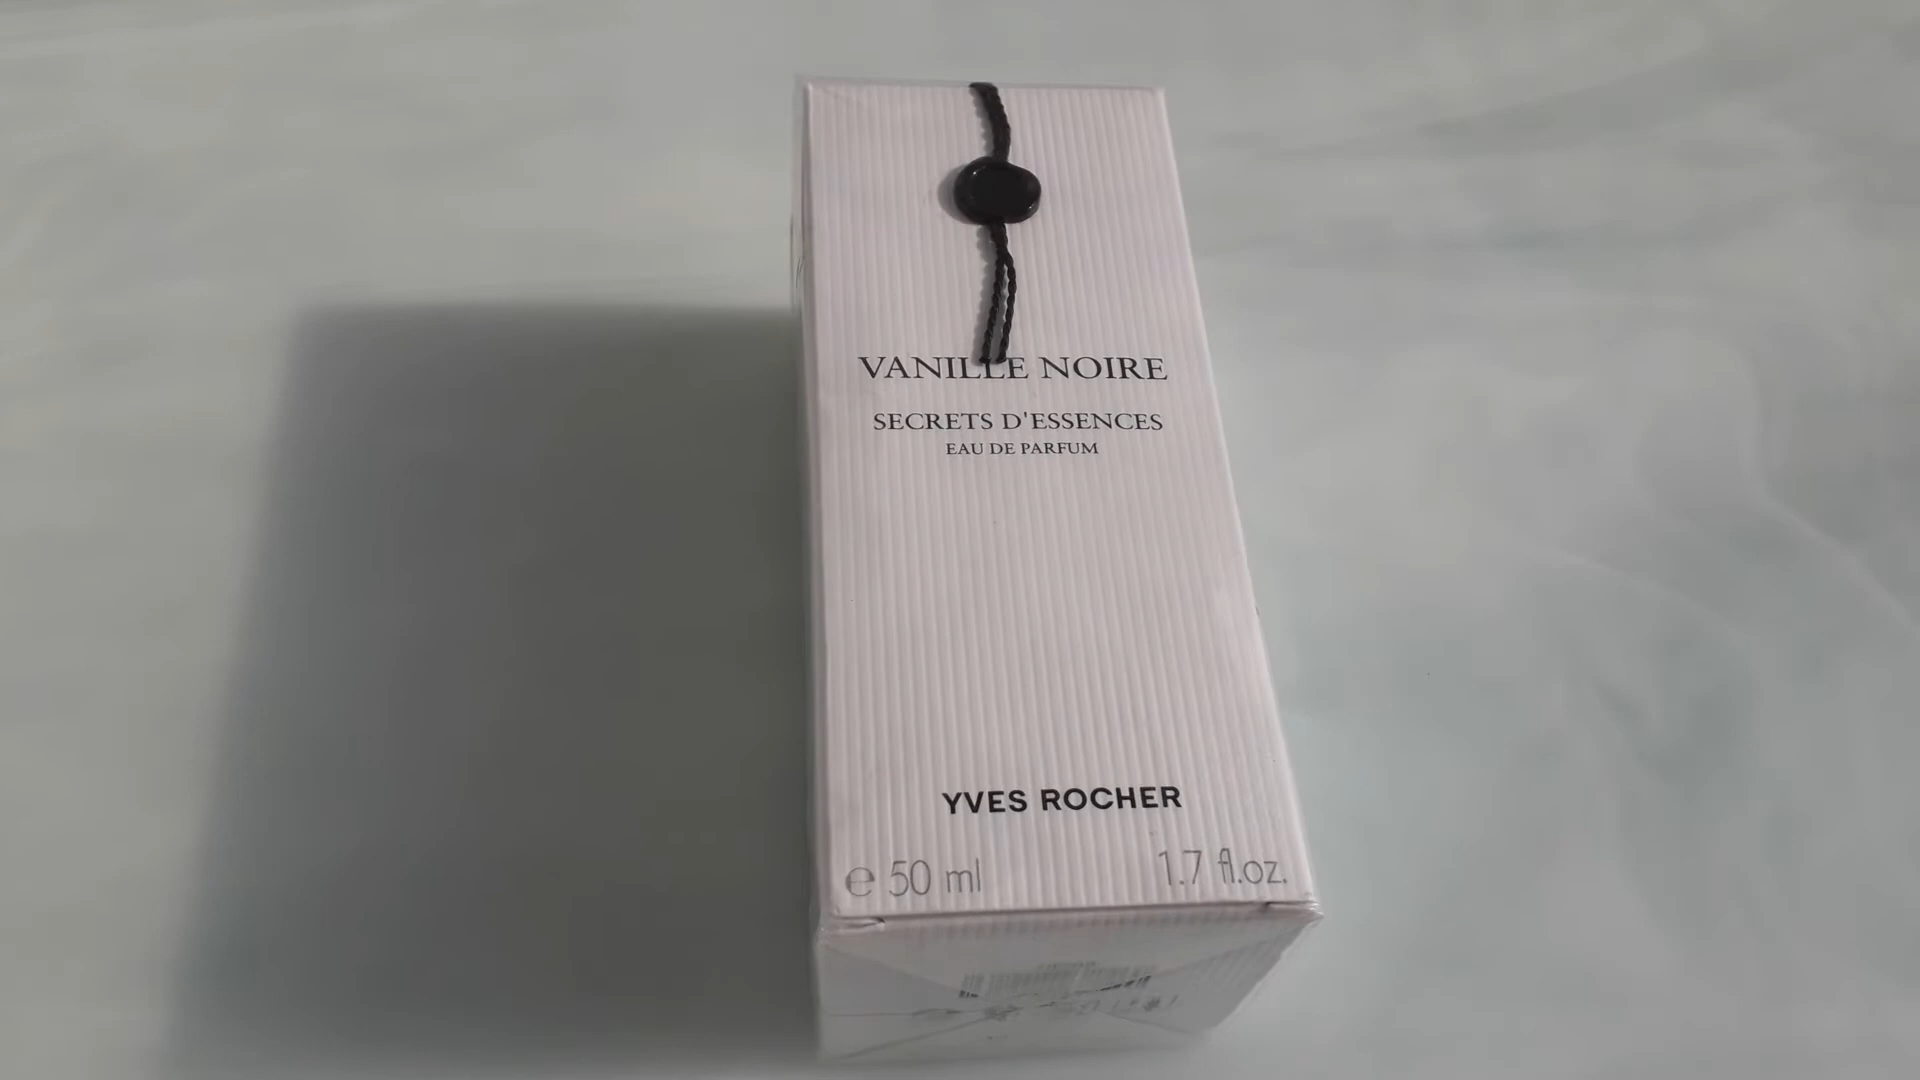 VANILLE NOIRE
SECRETS D'ESSENCES
EAU DE PARFUM
YVES ROCHER
℮ 50 ml 1.7 fl.oz.